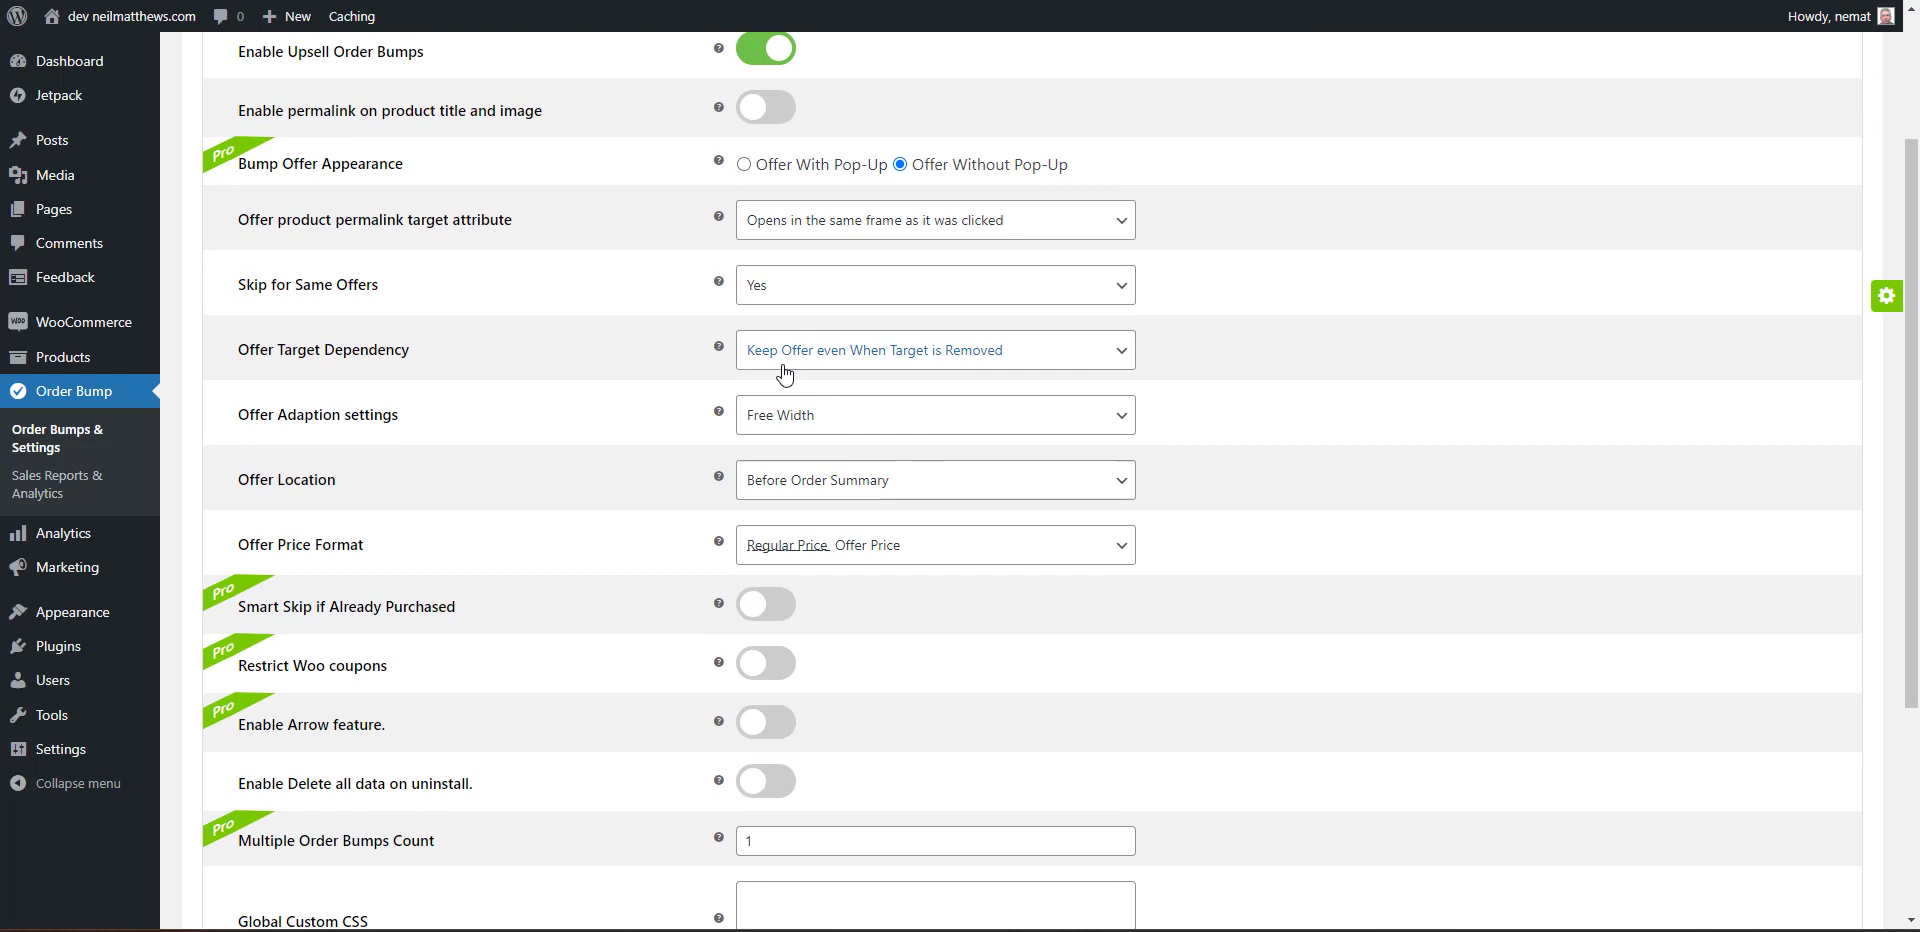 dev neilmatthews.com
0
New
Caching
Howdy, nemat
Dashboard
Jetpack
Posts
Media
Pages
Comments
Feedback
WooCommerce
Products
Order Bump
Order Bumps &
Settings
Sales Reports &
Analytics
Analytics
Marketing
Appearance
Plugins
Users
Tools
Settings
Collapse menu
Enable Upsell Order Bumps
Enable permalink on product title and image
Pro
Bump Offer Appearance
Offer With Pop-Up
Offer Without Pop-Up
Offer product permalink target attribute
Opens in the same frame as it was clicked
Skip for Same Offers
Yes
Offer Target Dependency
Keep Offer even When Target is Removed
Offer Adaption settings
Free Width
Offer Location
Before Order Summary
Offer Price Format
Regular Price Offer Price
Pro
Smart Skip if Already Purchased
Pro
Restrict Woo coupons
Pro
Enable Arrow feature.
Enable Delete all data on uninstall.
Pro
Multiple Order Bumps Count
1
Global Custom CSS